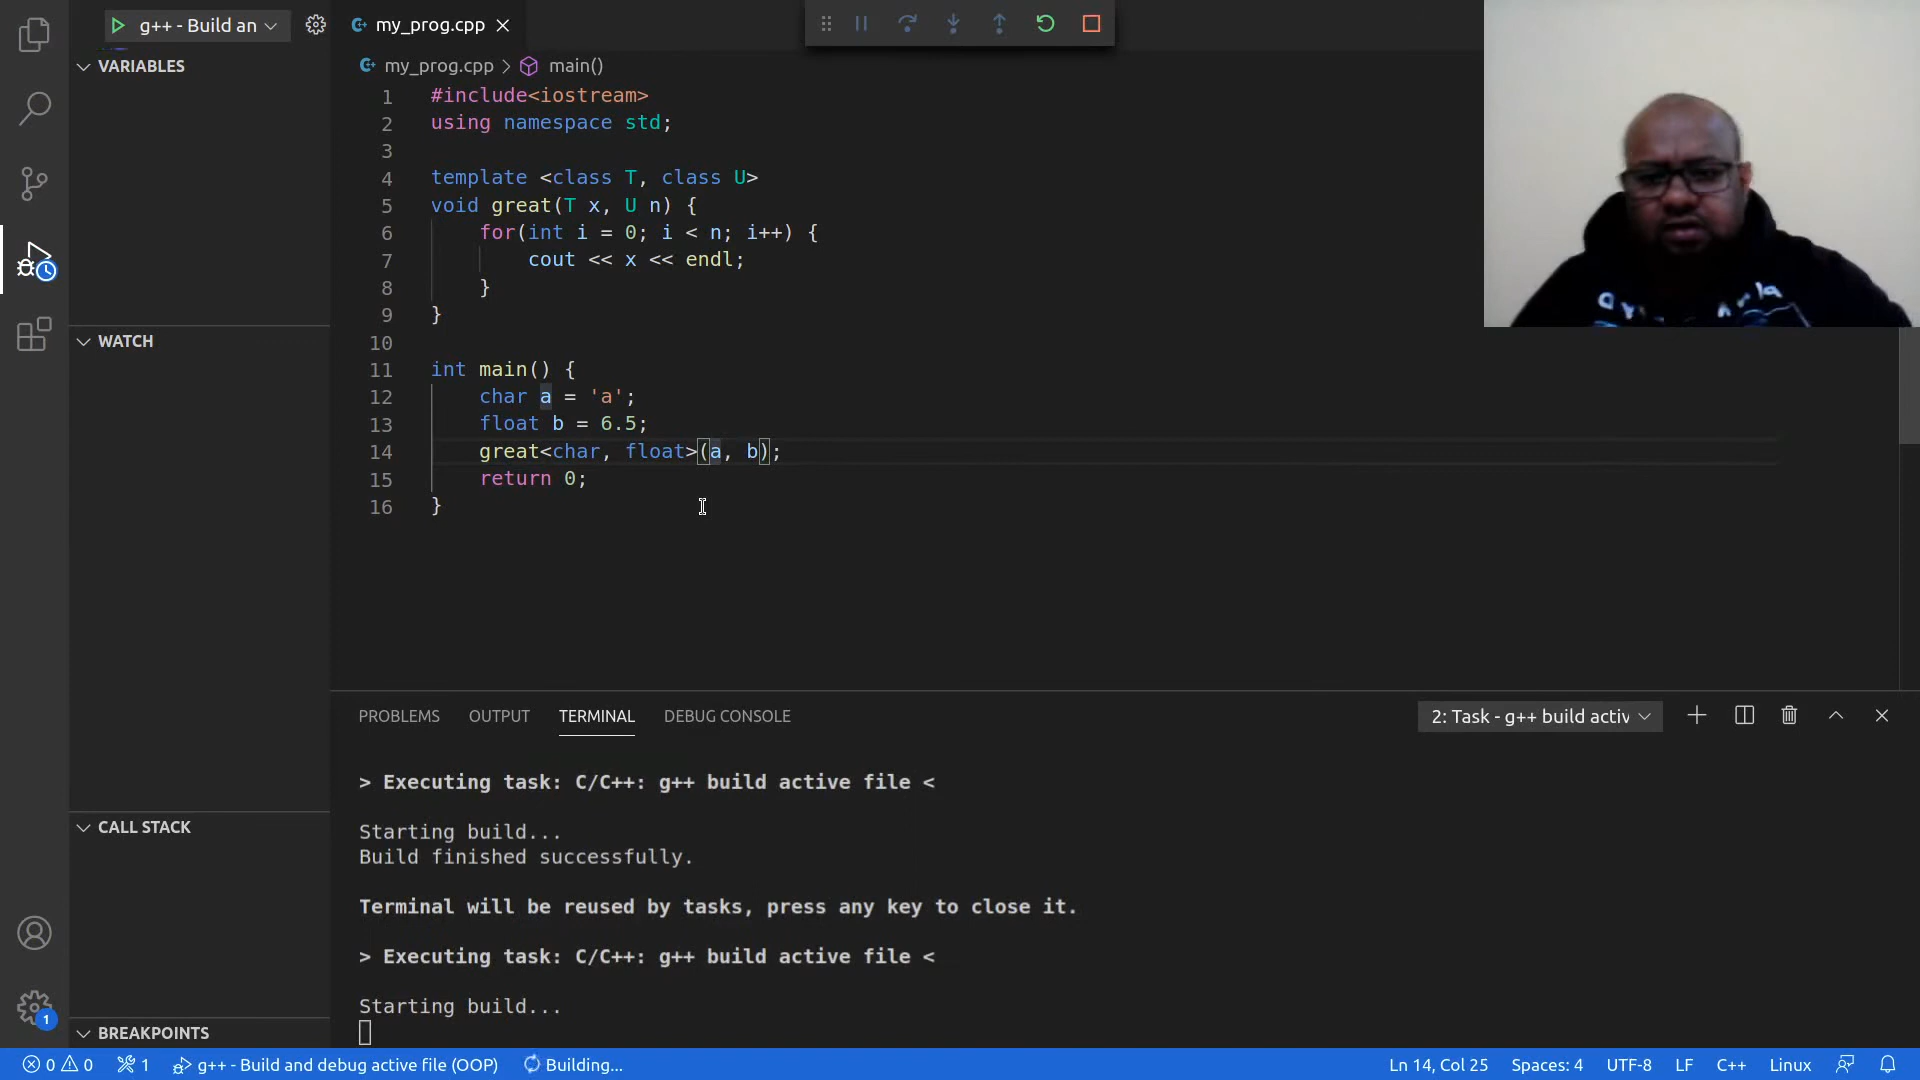 g++ - Build an
my_prog.cpp
VARIABLES
my_prog.cpp > main()
1 #include<iostream>
2 using namespace std;
3
4 template <class T, class U>
5 void great(T x, U n) {
6 for(int i = 0; i < n; i++) {
7 cout << x << endl;
8 }
9 }
10
11 int main() {
12 char a = 'a';
13 float b = 6.5;
14 great<char, float>(a, b);
15 return 0;
16 }
WATCH
CALL STACK
BREAKPOINTS
PROBLEMS OUTPUT TERMINAL DEBUG CONSOLE
2: Task - g++ build activ
> Executing task: C/C++: g++ build active file <
Starting build...
Build finished successfully.
Terminal will be reused by tasks, press any key to close it.
> Executing task: C/C++: g++ build active file <
Starting build...
1
0 0 1 g++ - Build and debug active file (OOP) Building... Ln 14, Col 25 Spaces: 4 UTF-8 LF C++ Linux